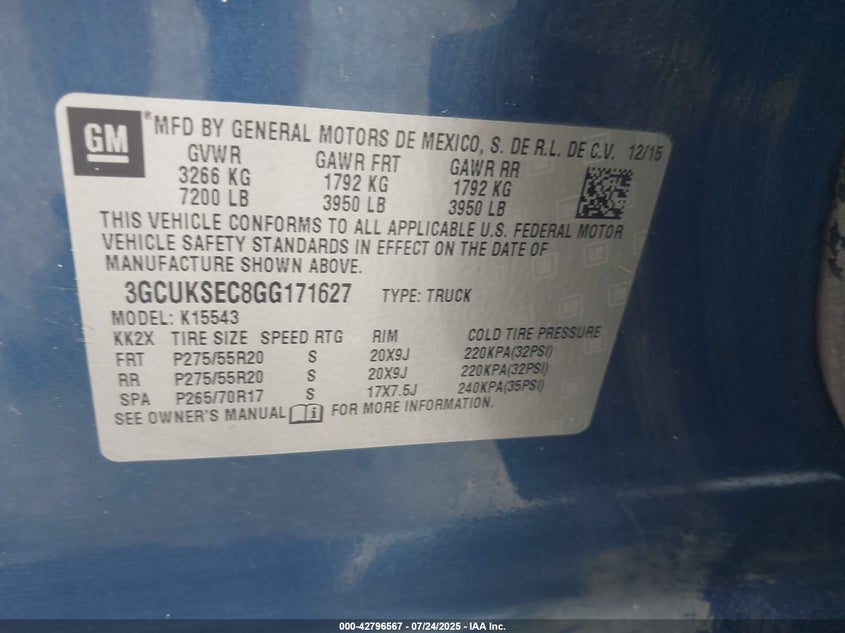 GM
® MFD BY GENERAL MOTORS DE MEXICO, S. DE R.L. DE C.V. 12/15
GVWR GAWR FRT GAWR RR
3266 KG 1792 KG 1792 KG
7200 LB 3950 LB 3950 LB
THIS VEHICLE CONFORMS TO ALL APPLICABLE U.S. FEDERAL MOTOR
VEHICLE SAFETY STANDARDS IN EFFECT ON THE DATE OF
MANUFACTURE SHOWN ABOVE.
3GCUKSEC8GG171627 TYPE: TRUCK
MODEL: K15543
KK2X TIRE SIZE SPEED RTG RIM COLD TIRE PRESSURE
FRT P275/55R20 S 20X9J 220KPA(32PSI)
RR P275/55R20 S 20X9J 220KPA(32PSI)
SPA P265/70R17 S 17X7.5J 240KPA(35PSI)
SEE OWNER'S MANUAL i FOR MORE INFORMATION.
000-42796567 - 07/24/2025 - IAA Inc.